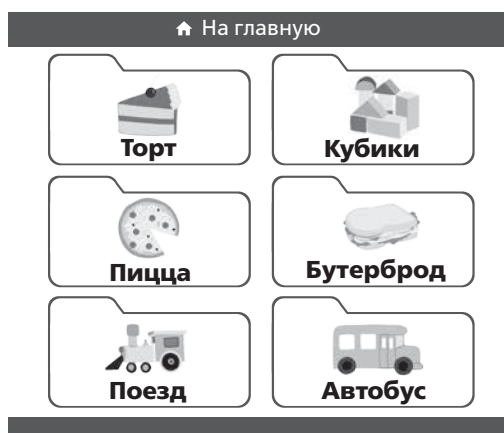 На главную
Торт
Кубики
Пицца
Бутерброд
Поезд
Автобус